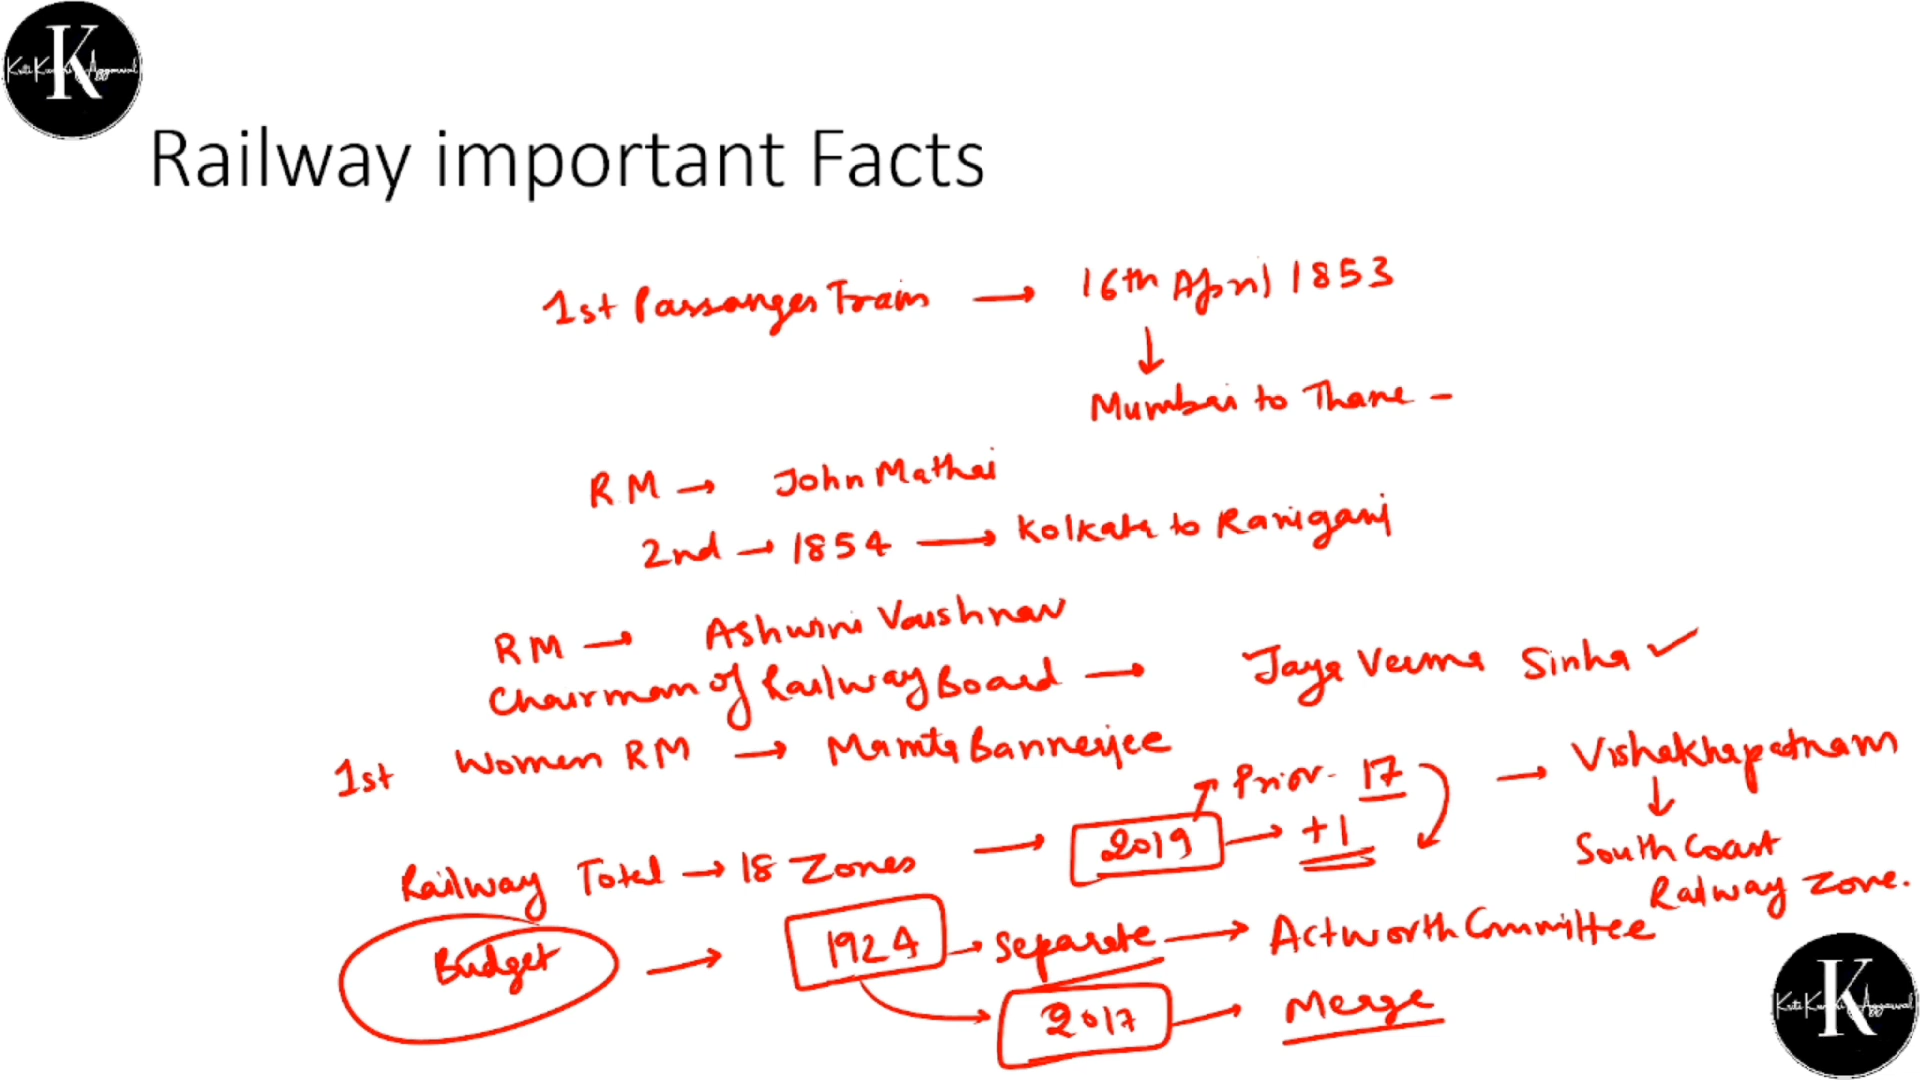 K
Railway important Facts
1st Passanger Train → 16th April 1853
↓
Mumbai to Thane -
RM → John Mathai
2nd → 1854 → Kolkata to Raniganj
RM → Ashwini Vaishnav
Chairman of Railway Board → Jaya Verma Sinha ✓
1st Women RM → Mamta Bannerjee
Prior - 17 → Vishakhapatnam
↓
Railway Total → 18 Zones → 2019 → +1
South Coast
Railway Zone.
Budget → 1924 → Separate → Actworth Committee
2017 → Merge
K